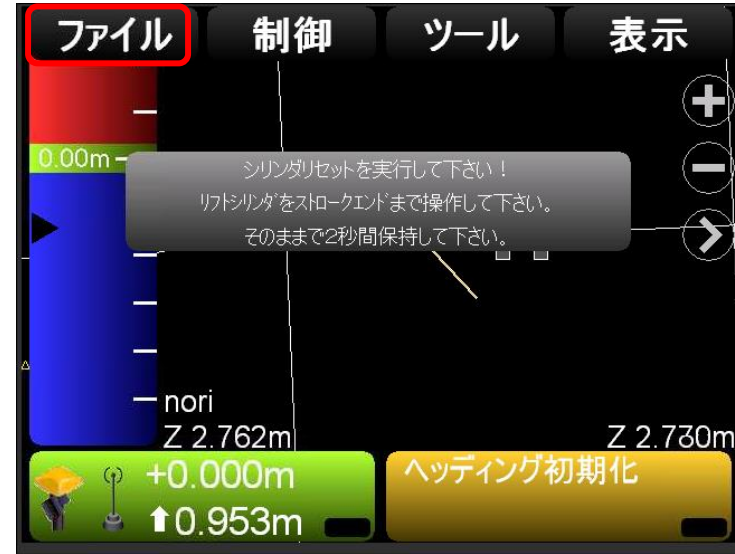 ファイル 制御 ツール 表示
0.00m
シリンダリセットを実行して下さい！
リフトシリンダをストロークエンドまで操作して下さい。
そのままで2秒間保持して下さい。
nori
Z 2.762m
Z 2.730m
+0.000m
0.953m
ヘッディング初期化